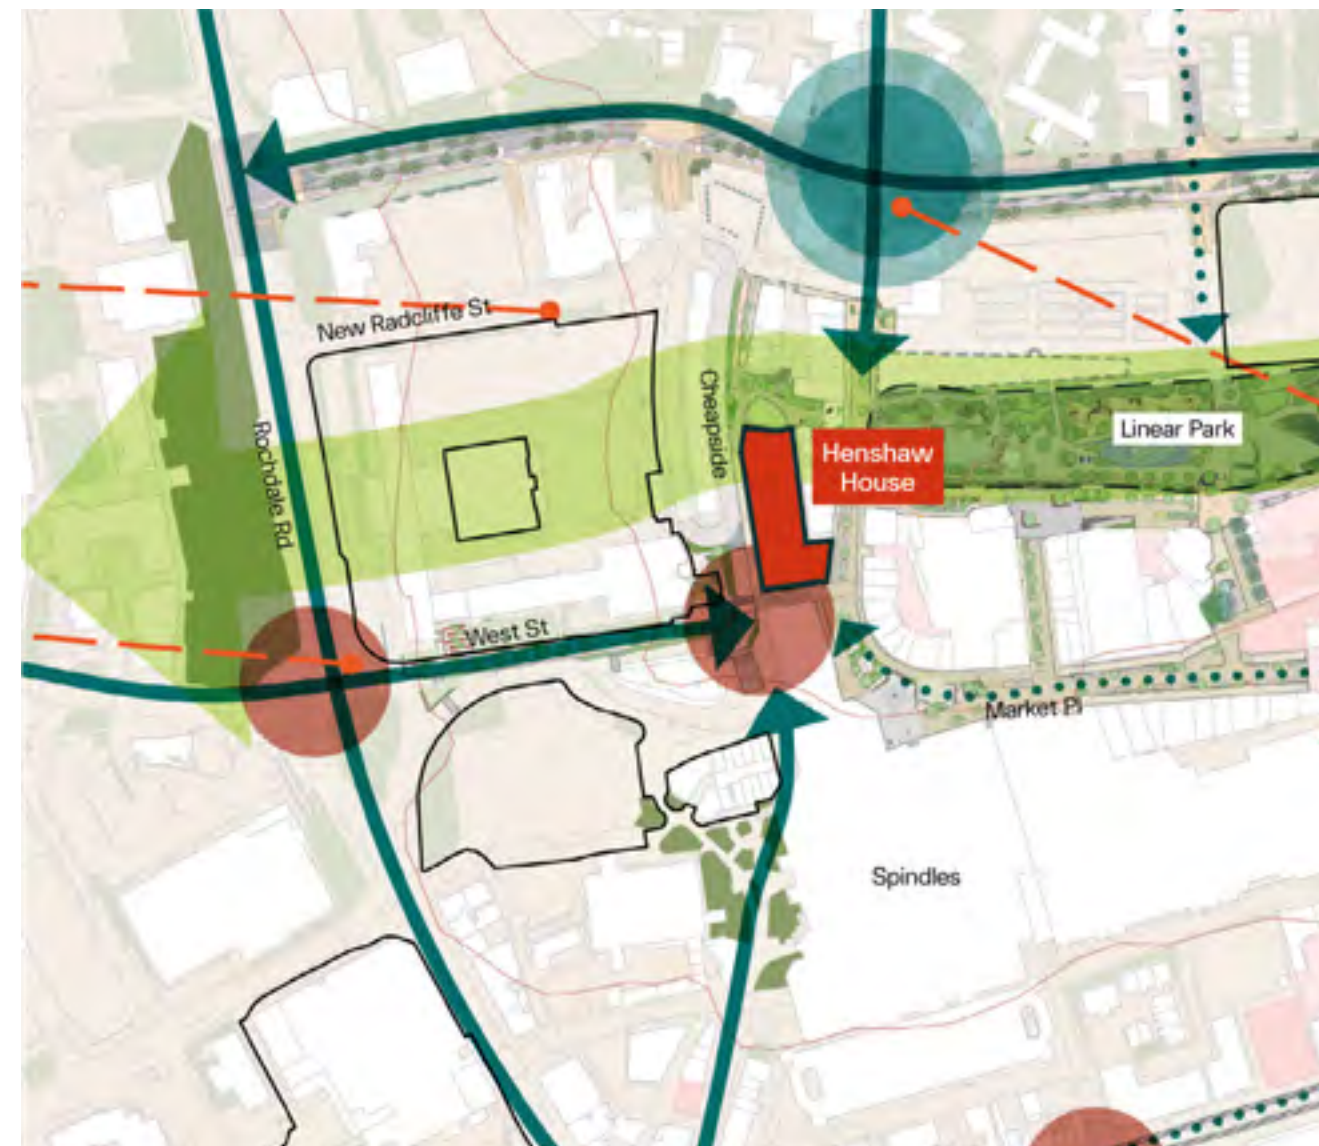 New Radcliffe St
Cheapside
Linear Park
Henshaw
House
Rochdale Rd
West St
Market Pl
Spindles